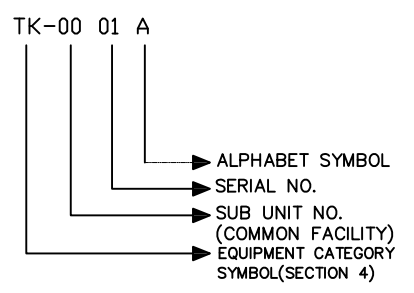 TK-00 01 A
ALPHABET SYMBOL
SERIAL NO.
SUB UNIT NO.
(COMMON FACILITY)
EQUIPMENT CATEGORY
SYMBOL(SECTION 4)